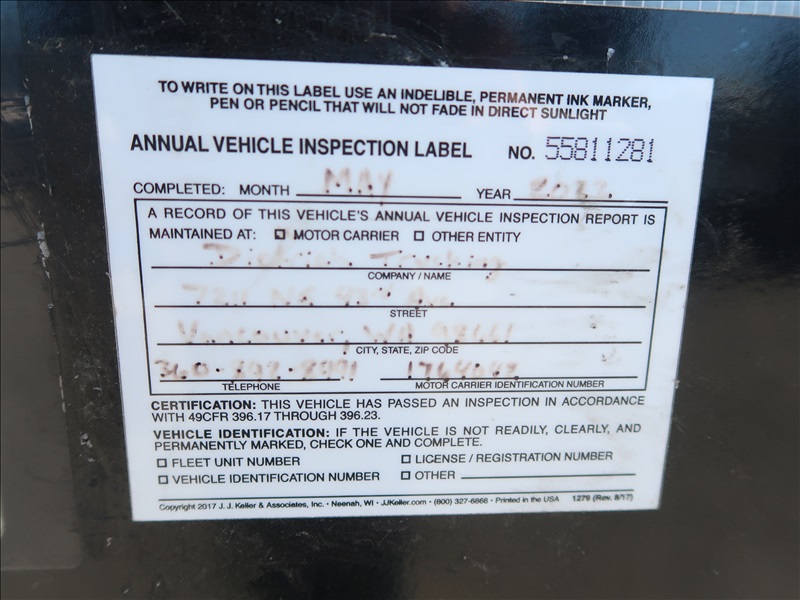 TO WRITE ON THIS LABEL USE AN INDELIBLE, PERMANENT INK MARKER,
PEN OR PENCIL THAT WILL NOT FADE IN DIRECT SUNLIGHT
ANNUAL VEHICLE INSPECTION LABEL NO. 55811281
COMPLETED: MONTH MAY YEAR
A RECORD OF THIS VEHICLE'S ANNUAL VEHICLE INSPECTION REPORT IS
MAINTAINED AT: MOTOR CARRIER OTHER ENTITY
Trucking
COMPANY / NAME
NE Ave
STREET
Vancouver, WA 98661
CITY, STATE, ZIP CODE
TELEPHONE MOTOR CARRIER IDENTIFICATION NUMBER
CERTIFICATION: THIS VEHICLE HAS PASSED AN INSPECTION IN ACCORDANCE
WITH 49CFR 396.17 THROUGH 396.23.
VEHICLE IDENTIFICATION: IF THE VEHICLE IS NOT READILY, CLEARLY, AND
PERMANENTLY MARKED, CHECK ONE AND COMPLETE.
FLEET UNIT NUMBER LICENSE / REGISTRATION NUMBER
VEHICLE IDENTIFICATION NUMBER OTHER
Copyright 2017 J. J. Keller & Associates, Inc. • Neenah, WI • JJKeller.com • (800) 327-6868 • Printed in the USA 1279 (Rev. 8/17)